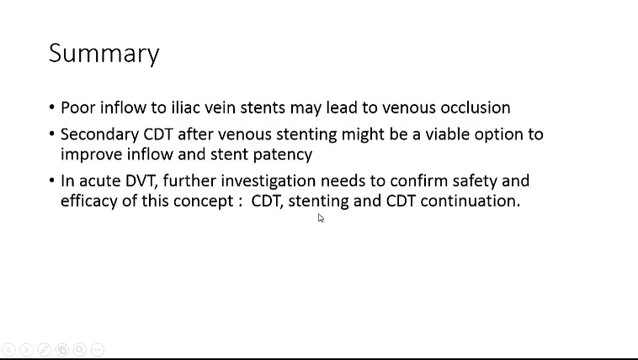 Summary
• Poor inflow to iliac vein stents may lead to venous occlusion
• Secondary CDT after venous stenting might be a viable option to
improve inflow and stent patency
• In acute DVT, further investigation needs to confirm safety and
efficacy of this concept : CDT, stenting and CDT continuation.